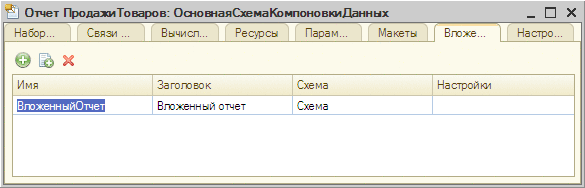 Отчет ПродажиТоваров: ОсновнаяСхемаКомпоновкиДанных
Набор... Связи ... Вычисл... Ресурсы Парам... Макеты Вложе... Настро...
Имя Заголовок Схема Настройки
ВложенныйОтчет Вложенный отчет Схема